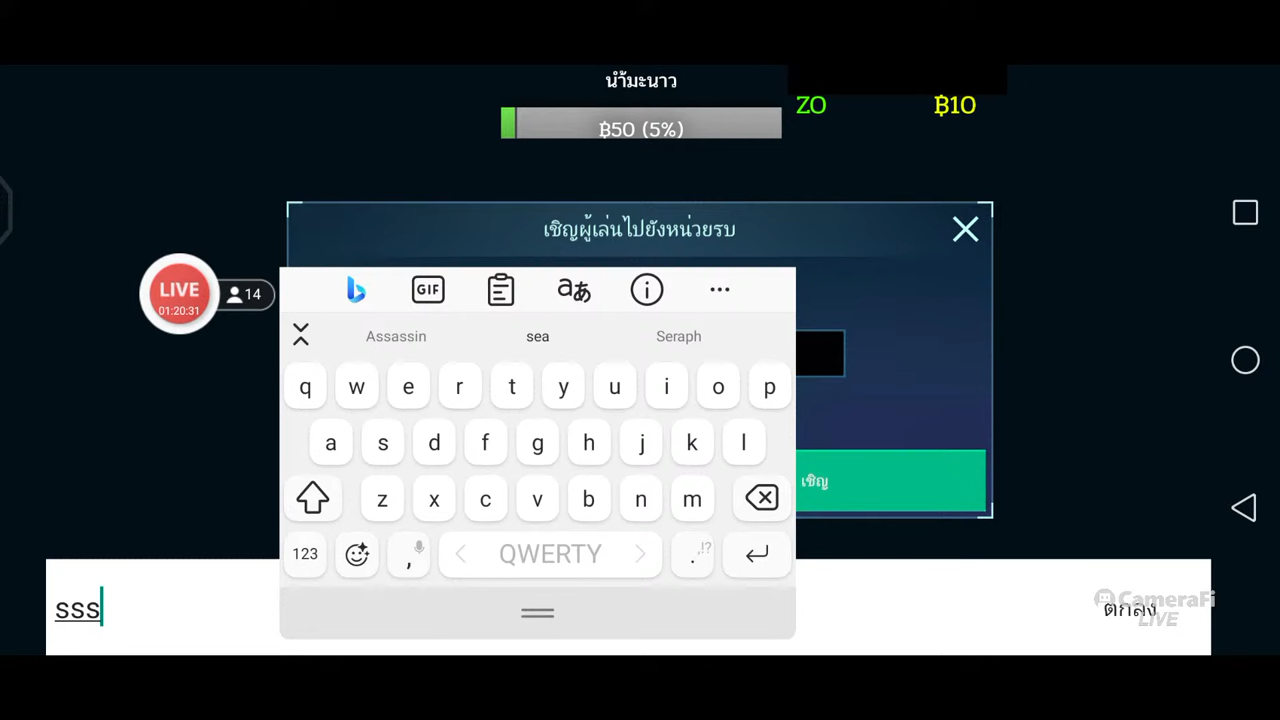 น้ำมะนาว
ZO ฿10
฿50 (5%)
เชิญผู้เล่นไปยังหน่วยรบ
LIVE
01:20:31
14
GIF
aあ
Assassin sea Seraph
q w e r t y u i o p
a s d f g h j k l
z x c v b n m
123 , QWERTY . ,!?
เชิญ
sss
ตกลง
CameraFi
LIVE